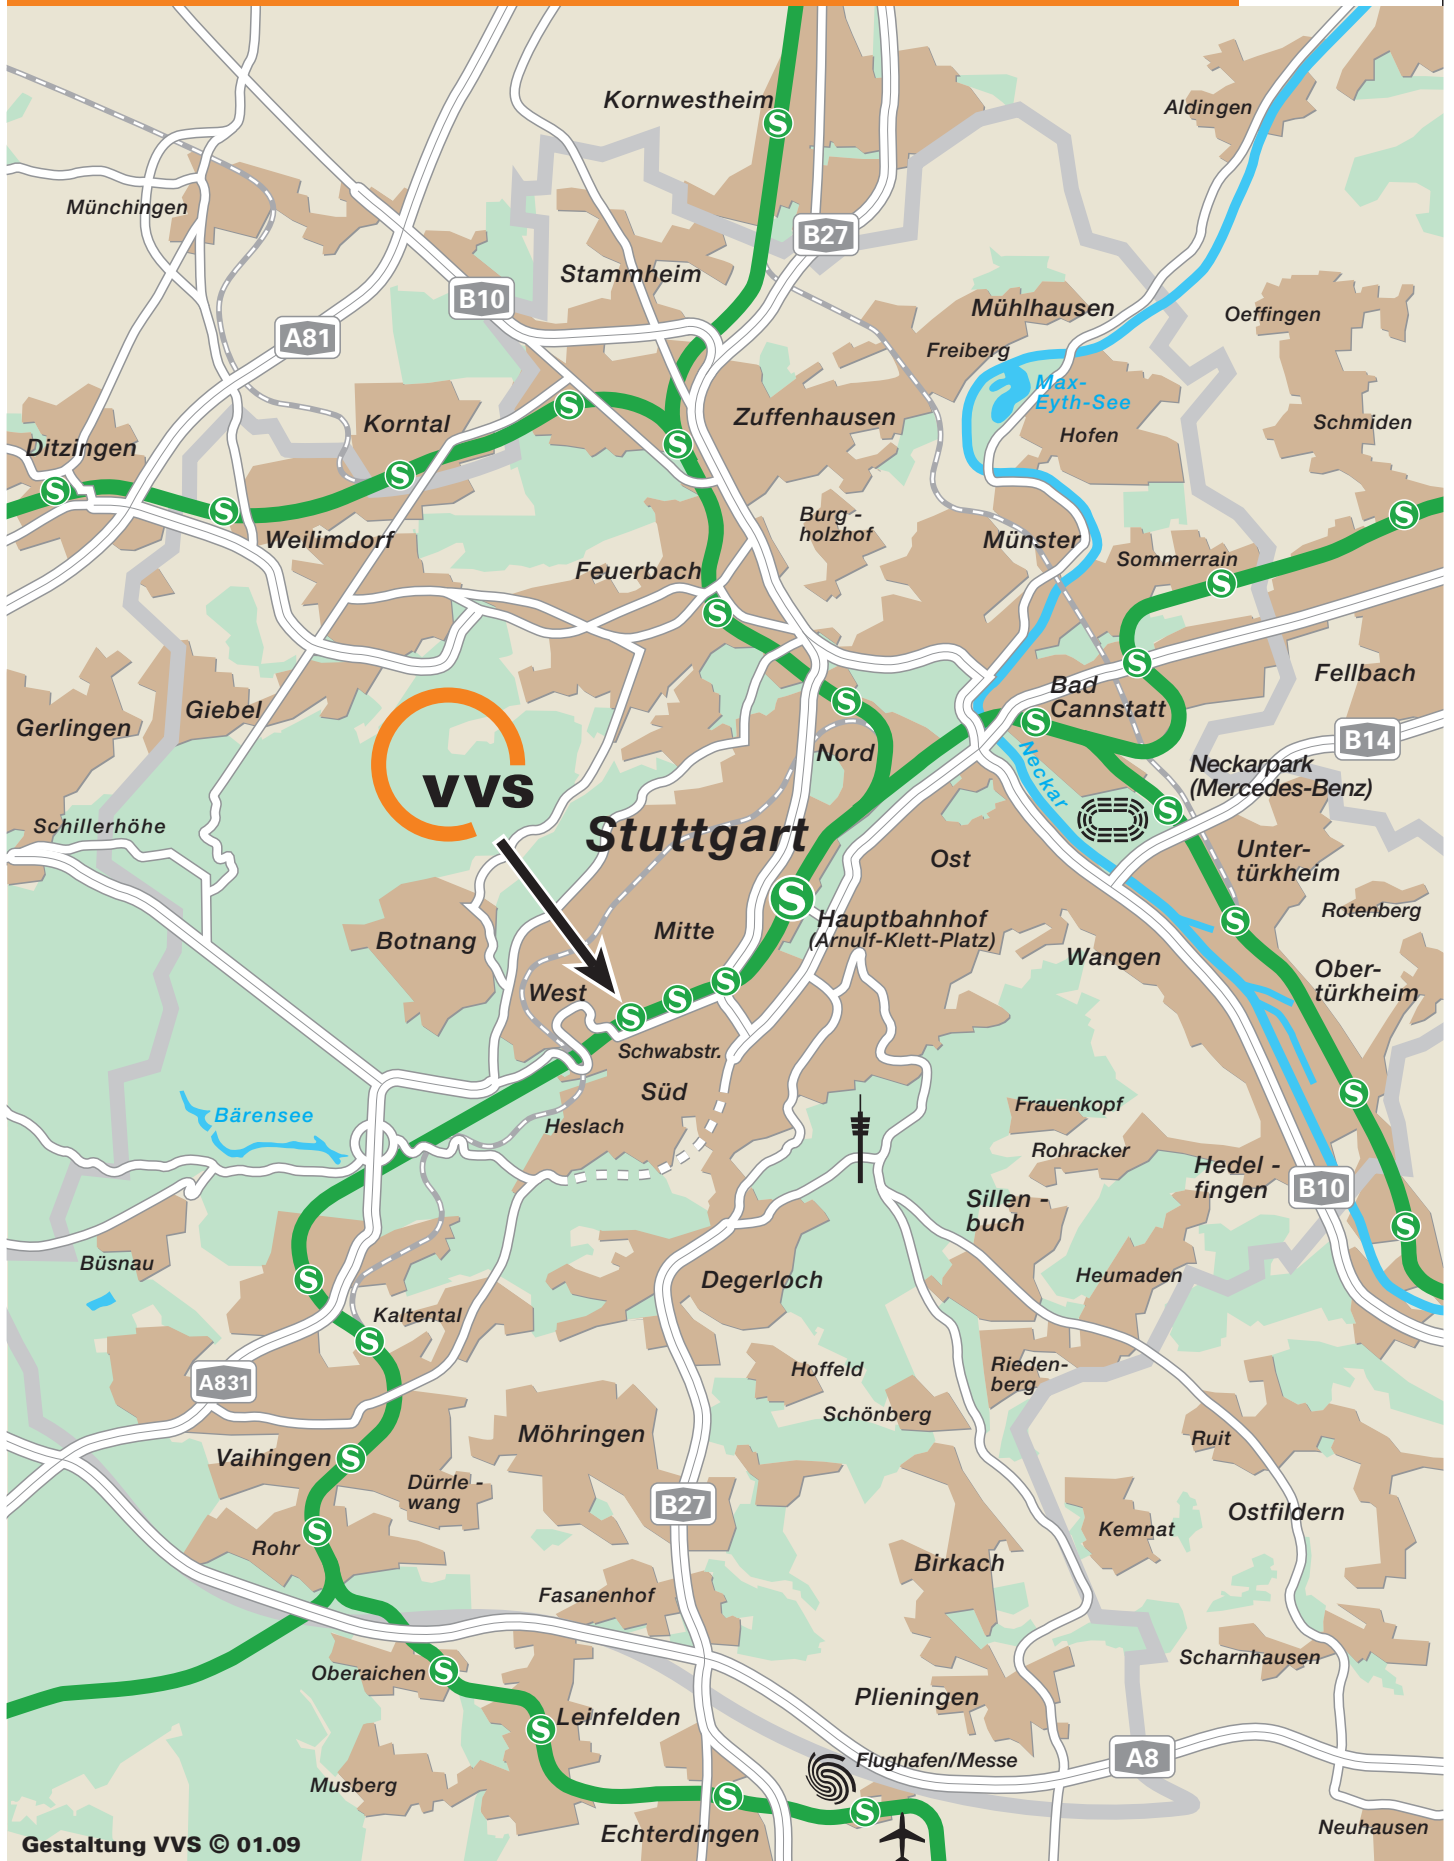 Kornwestheim
S
Aldingen
Münchingen
B27
Stammheim
B10
Mühlhausen
Oeffingen
A81
Freiberg
Max-
Eyth-See
S
Zuffenhausen
Korntal
Schmiden
Hofen
S
Ditzingen
S
S
S
S
Burg -
holzhof
Weilimdorf
Münster
Sommerrain
Feuerbach
S
S
S
Fellbach
Bad
Cannstatt
S
Giebel
S
Gerlingen
B14
Nord
Neckar
Neckarpark
(Mercedes-Benz)
vvs
S
Schillerhöhe
Stuttgart
Ost
Unter-
türkheim
S
Hauptbahnhof
(Arnulf-Klett-Platz)
Rotenberg
S
Mitte
Botnang
Wangen
Ober-
türkheim
S
West
S
S
Schwabstr.
Süd
S
Bärensee
Frauenkopf
Heslach
Rohracker
Hedel -
fingen
B10
Sillen -
buch
S
Büsnau
S
Degerloch
Heumaden
Kaltental
S
Hoffeld
Rieden-
berg
A831
Schönberg
Möhringen
Ruit
Vaihingen
S
Dürrle -
wang
B27
Ostfildern
S
Kemnat
Rohr
Birkach
Fasanenhof
Scharnhausen
Oberaichen
S
Plieningen
Leinfelden
S
Flughafen/Messe
A8
Musberg
S
S
Neuhausen
Echterdingen
Gestaltung VVS © 01.09